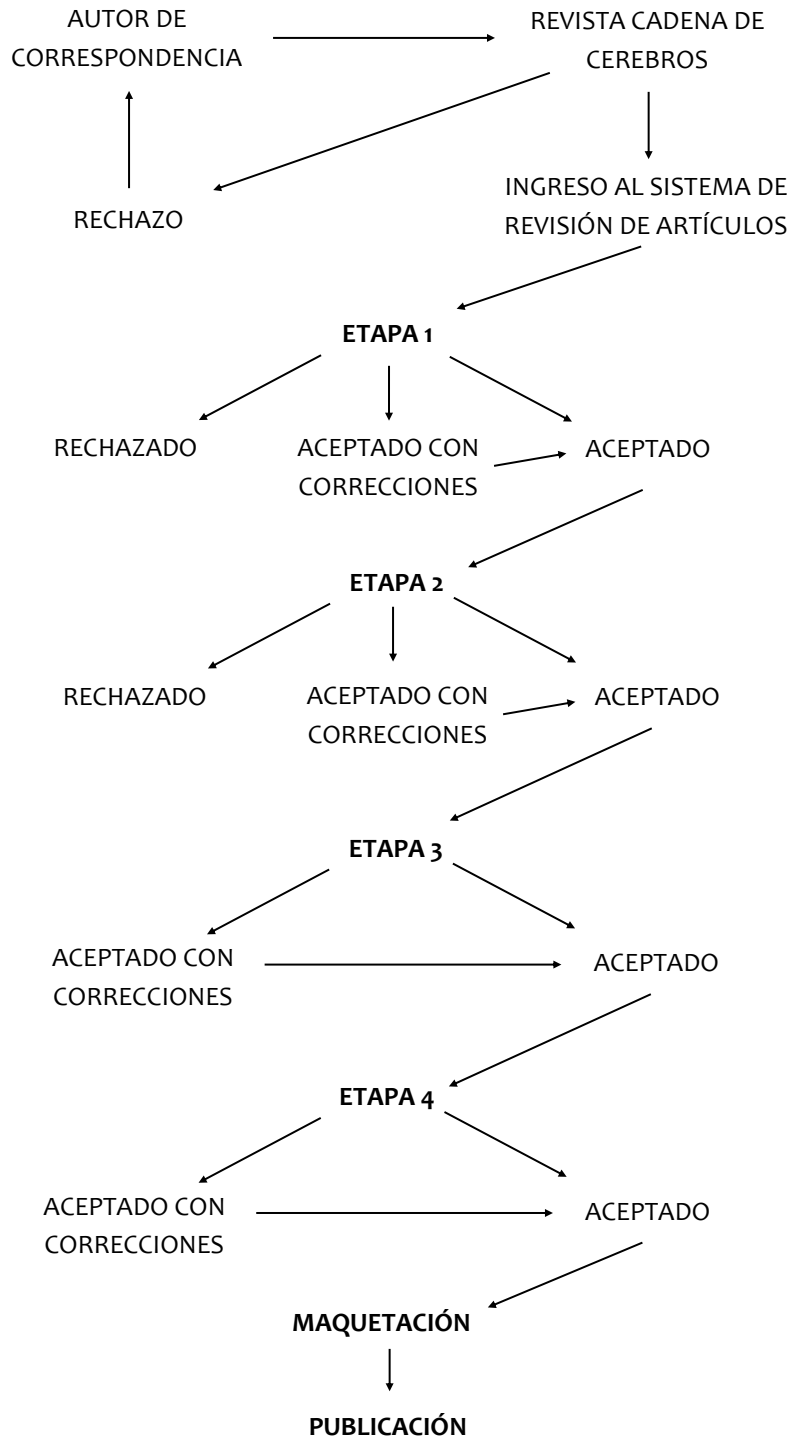 AUTOR DE
CORRESPONDENCIA
REVISTA CADENA DE
CEREBROS
RECHAZO
INGRESO AL SISTEMA DE
REVISIÓN DE ARTÍCULOS
ETAPA 1
RECHAZADO
ACEPTADO CON
CORRECCIONES
ACEPTADO
ETAPA 2
RECHAZADO
ACEPTADO CON
CORRECCIONES
ACEPTADO
ETAPA 3
ACEPTADO CON
CORRECCIONES
ACEPTADO
ETAPA 4
ACEPTADO CON
CORRECCIONES
ACEPTADO
MAQUETACIÓN
PUBLICACIÓN